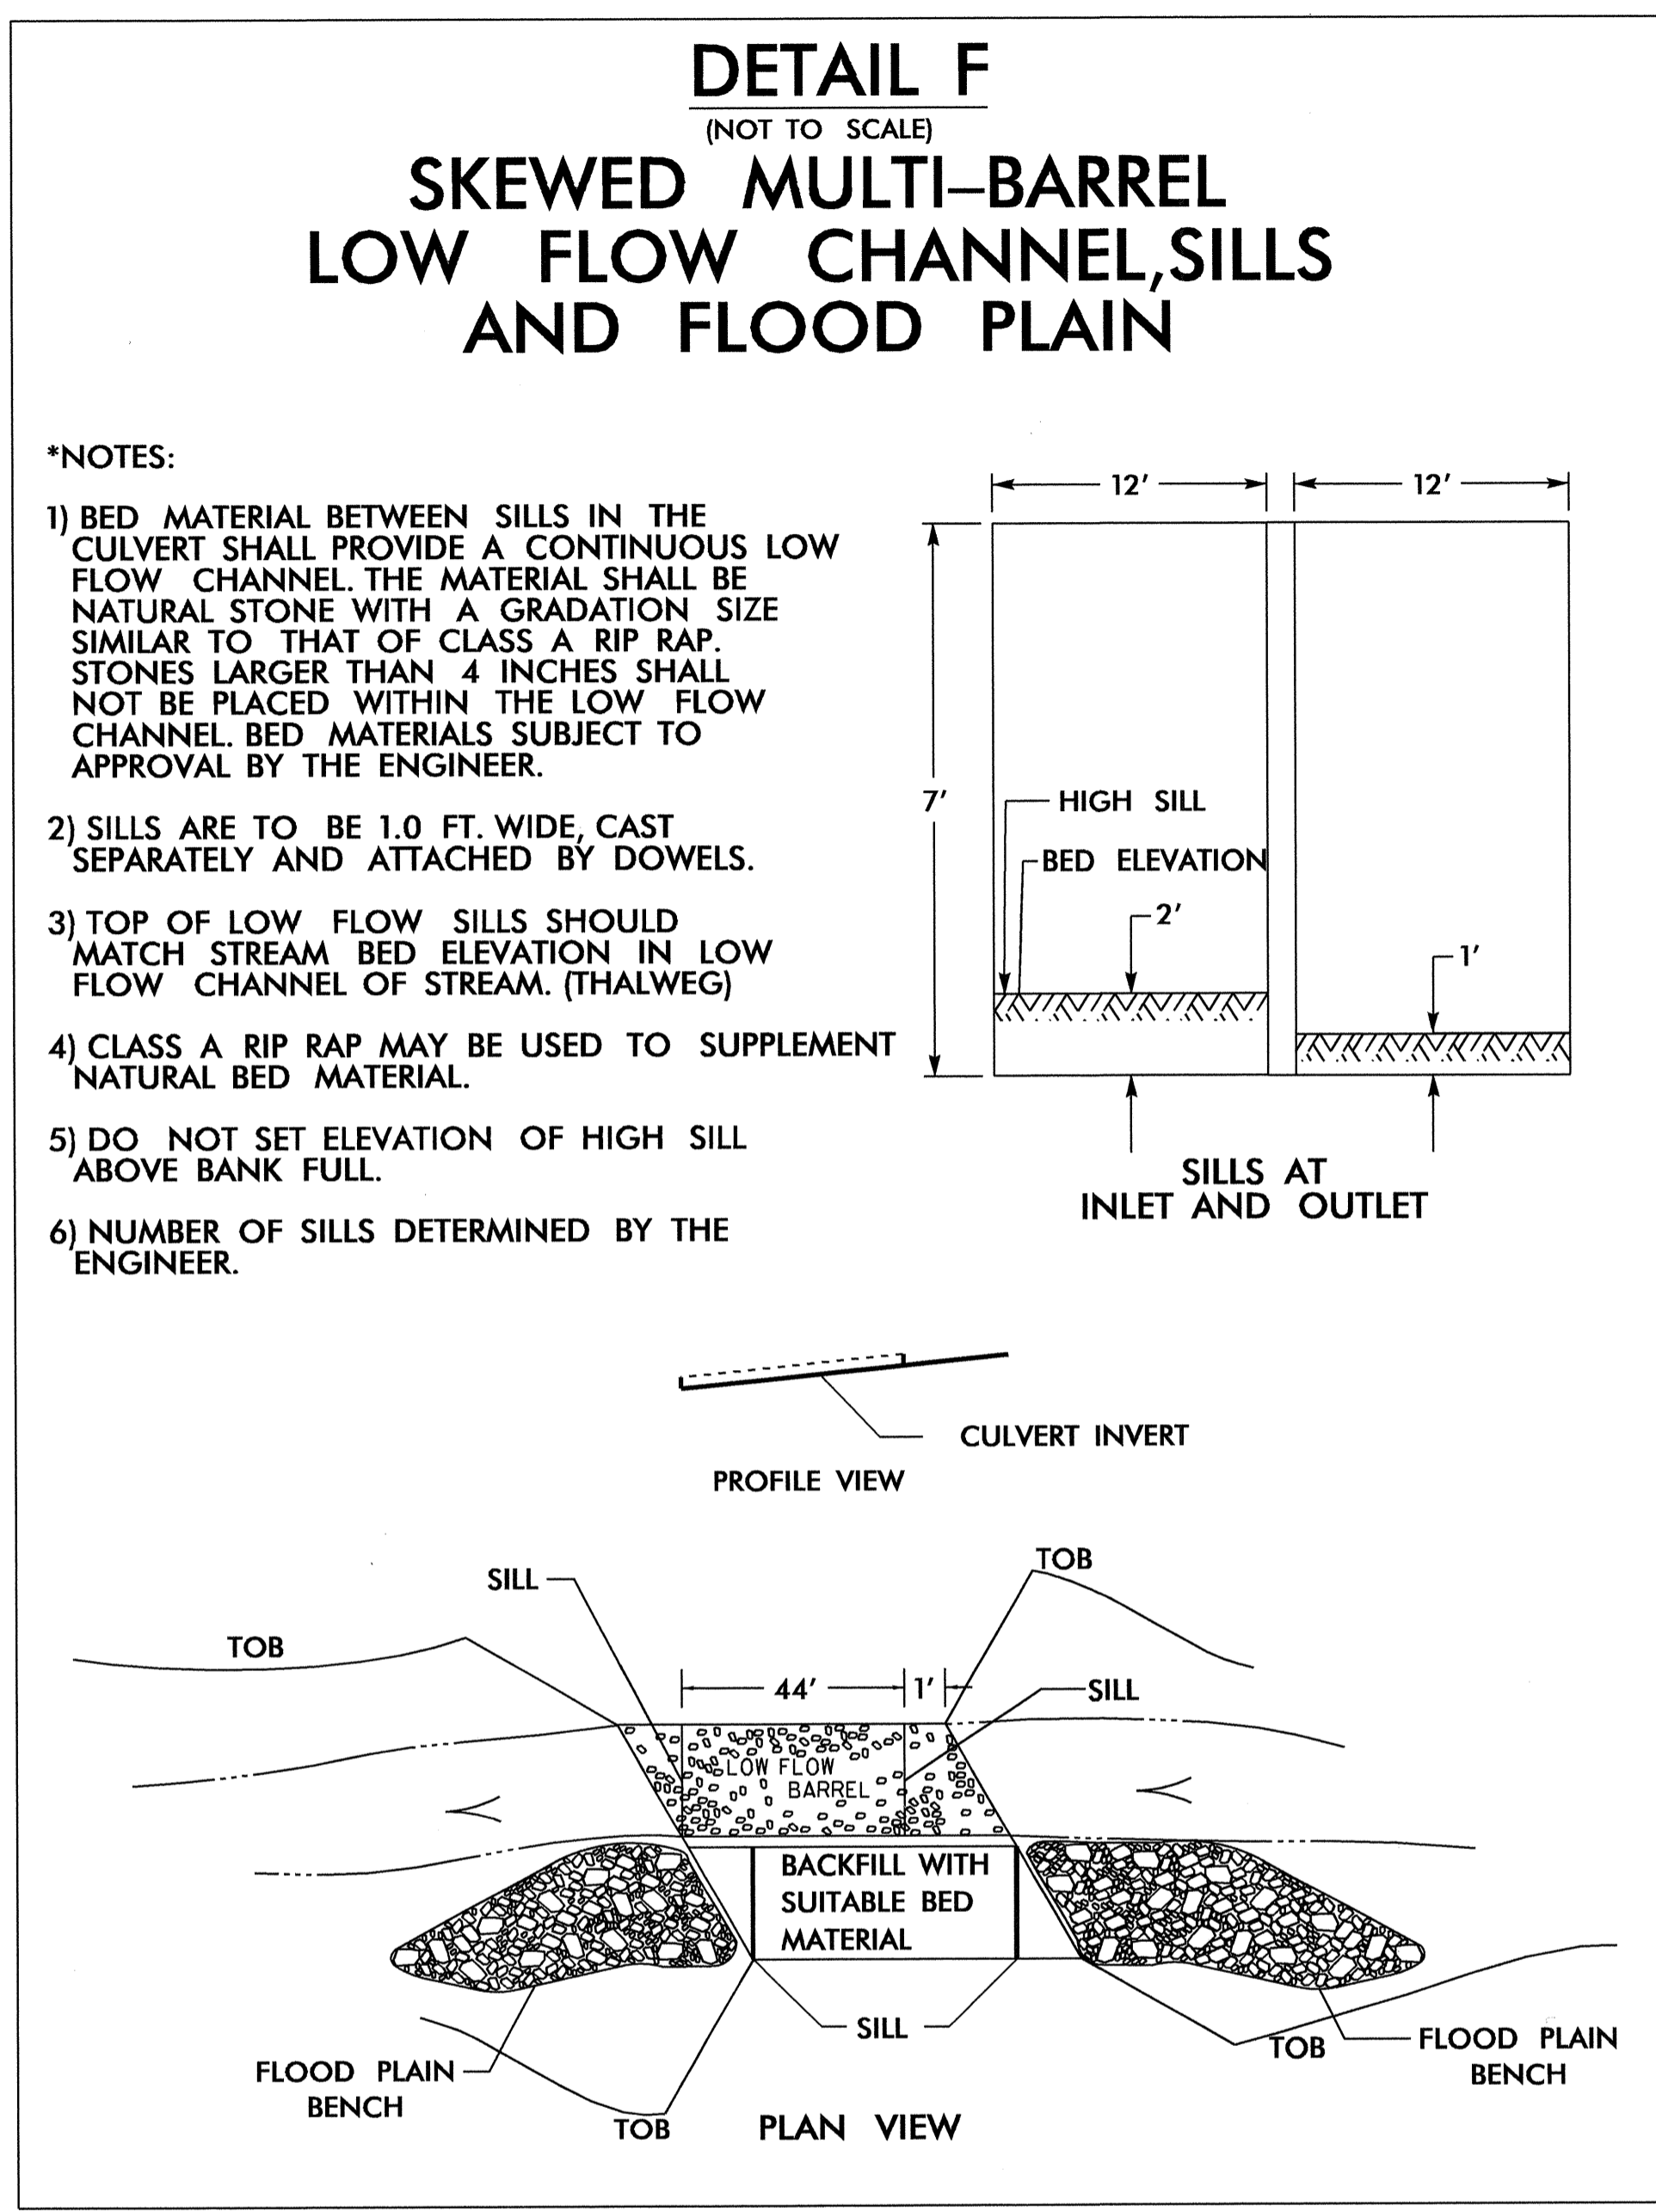 DETAIL F
(NOT TO SCALE)
SKEWED MULTI-BARREL
LOW FLOW CHANNEL,SILLS
AND FLOOD PLAIN
*NOTES:
1) BED MATERIAL BETWEEN SILLS IN THE
CULVERT SHALL PROVIDE A CONTINUOUS LOW
FLOW CHANNEL. THE MATERIAL SHALL BE
NATURAL STONE WITH A GRADATION SIZE
SIMILAR TO THAT OF CLASS A RIP RAP.
STONES LARGER THAN 4 INCHES SHALL
NOT BE PLACED WITHIN THE LOW FLOW
CHANNEL. BED MATERIALS SUBJECT TO
APPROVAL BY THE ENGINEER.
2) SILLS ARE TO BE 1.0 FT. WIDE, CAST
SEPARATELY AND ATTACHED BY DOWELS.
3) TOP OF LOW FLOW SILLS SHOULD
MATCH STREAM BED ELEVATION IN LOW
FLOW CHANNEL OF STREAM. (THALWEG)
4) CLASS A RIP RAP MAY BE USED TO SUPPLEMENT
NATURAL BED MATERIAL.
5) DO NOT SET ELEVATION OF HIGH SILL
ABOVE BANK FULL.
6) NUMBER OF SILLS DETERMINED BY THE
ENGINEER.
12' 12'
7'
HIGH SILL
BED ELEVATION
2'
1'
SILLS AT
INLET AND OUTLET
CULVERT INVERT
PROFILE VIEW
TOB
SILL
TOB
44' 1'
SILL
LOW FLOW
BARREL
BACKFILL WITH
SUITABLE BED
MATERIAL
SILL
FLOOD PLAIN
BENCH
TOB
TOB
FLOOD PLAIN
BENCH
PLAN VIEW